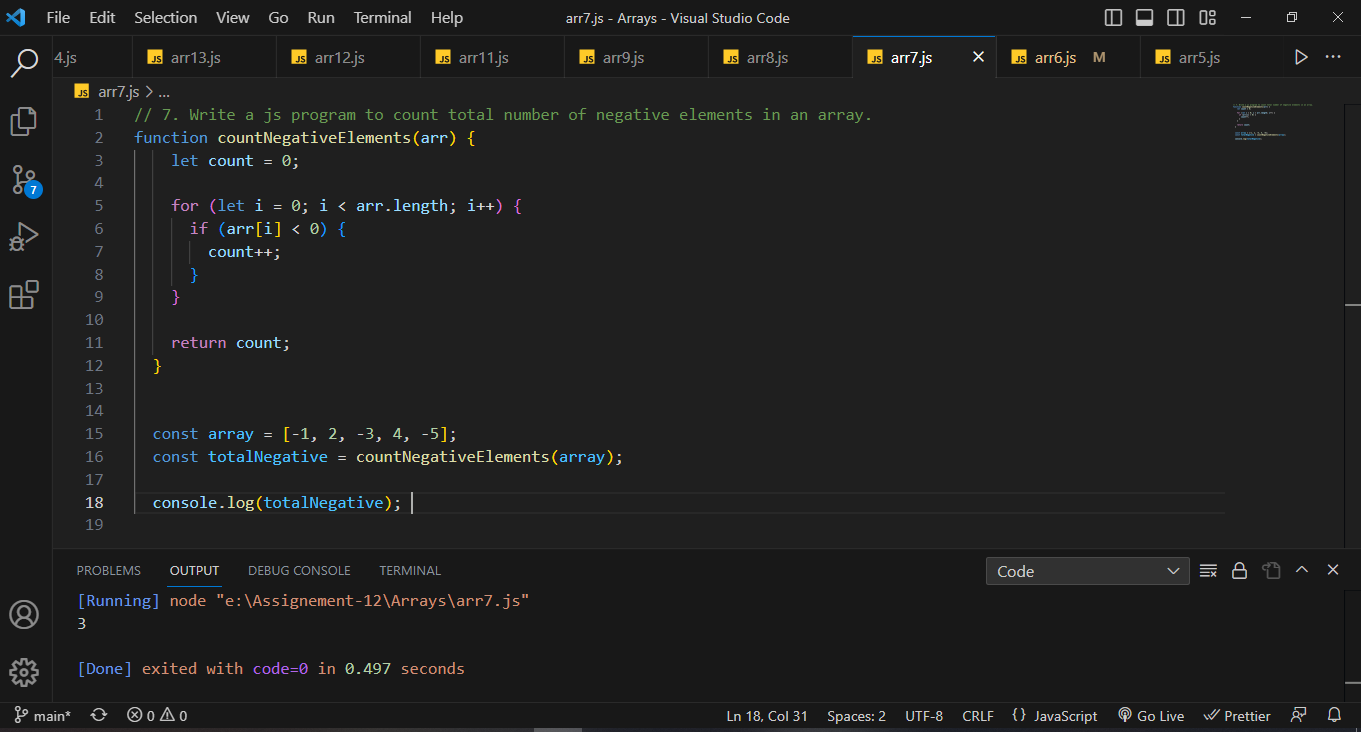 File Edit Selection View Go Run Terminal Help arr7.js - Arrays - Visual Studio Code
4.js JS arr13.js JS arr12.js JS arr11.js JS arr9.js JS arr8.js JS arr7.js JS arr6.js M JS arr5.js
JS arr7.js > ...
1 // 7. Write a js program to count total number of negative elements in an array.
2 function countNegativeElements(arr) {
3 let count = 0;
4
5 for (let i = 0; i < arr.length; i++) {
6 if (arr[i] < 0) {
7 count++;
8 }
9 }
10
11 return count;
12 }
13
14
15 const array = [-1, 2, -3, 4, -5];
16 const totalNegative = countNegativeElements(array);
17
18 console.log(totalNegative);
19
7
PROBLEMS OUTPUT DEBUG CONSOLE TERMINAL Code
[Running] node "e:\Assignement-12\Arrays\arr7.js"
3
[Done] exited with code=0 in 0.497 seconds
main* 0 0 Ln 18, Col 31 Spaces: 2 UTF-8 CRLF {} JavaScript Go Live Prettier